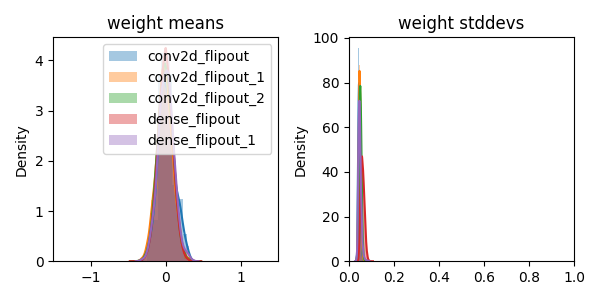 weight means
Density
4
3
2
1
0
−1
0
1
conv2d_flipout
conv2d_flipout_1
conv2d_flipout_2
dense_flipout
dense_flipout_1
weight stddevs
Density
100
80
60
40
20
0
0.0
0.2
0.4
0.6
0.8
1.0